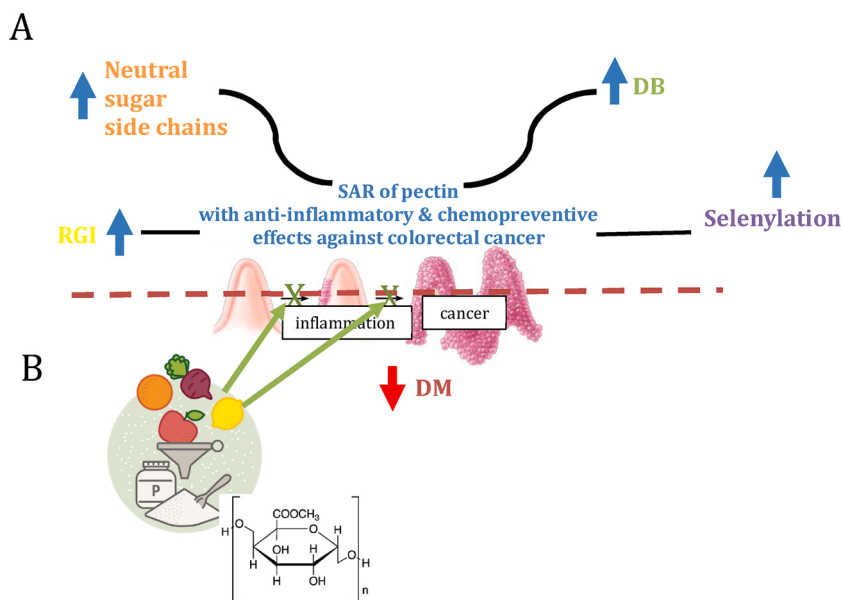 A
Neutral
sugar
side chains
DB
SAR of pectin
with anti-inflammatory & chemopreventive
effects against colorectal cancer
RGI
Selenylation
X
X
inflammation
cancer
B
DM
P
COOCH₃
H
O
O
H
OH
H
O
H
H
H
OH
n